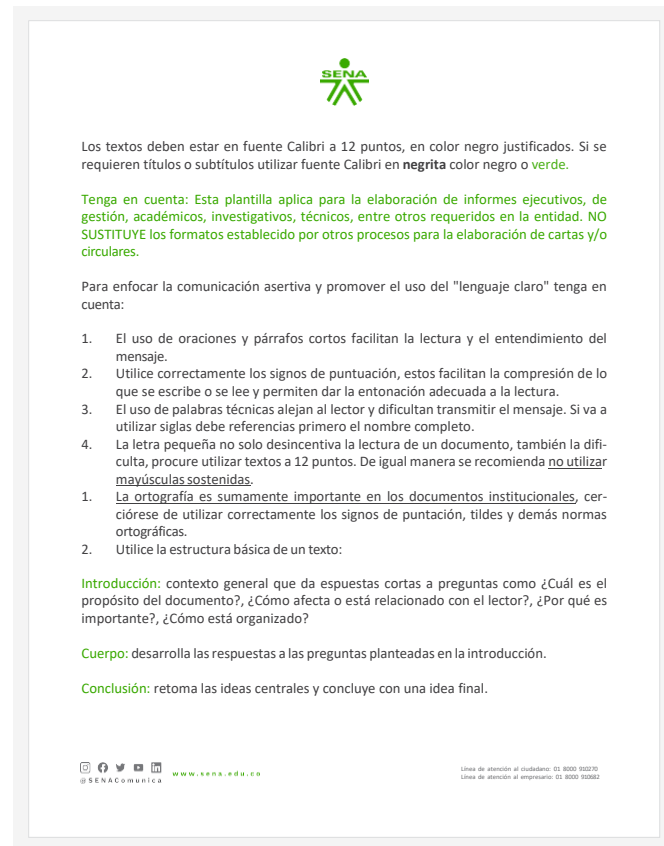 SENA
Los textos deben estar en fuente Calibri a 12 puntos, en color negro justificados. Si se
requieren títulos o subtítulos utilizar fuente Calibri en negrita color negro o verde.
Tenga en cuenta: Esta plantilla aplica para la elaboración de informes ejecutivos, de
gestión, académicos, investigativos, técnicos, entre otros requeridos en la entidad. NO
SUSTITUYE los formatos establecido por otros procesos para la elaboración de cartas y/o
circulares.
Para enfocar la comunicación asertiva y promover el uso del "lenguaje claro" tenga en
cuenta:
1. El uso de oraciones y párrafos cortos facilitan la lectura y el entendimiento del
mensaje.
2. Utilice correctamente los signos de puntuación, estos facilitan la compresión de lo
que se escribe o se lee y permiten dar la entonación adecuada a la lectura.
3. El uso de palabras técnicas alejan al lector y dificultan transmitir el mensaje. Si va a
utilizar siglas debe referencias primero el nombre completo.
4. La letra pequeña no solo desincentiva la lectura de un documento, también la difi-
culta, procure utilizar textos a 12 puntos. De igual manera se recomienda no utilizar
mayúsculas sostenidas.
1. La ortografía es sumamente importante en los documentos institucionales, cer-
ciórese de utilizar correctamente los signos de puntación, tildes y demás normas
ortográficas.
2. Utilice la estructura básica de un texto:
Introducción: contexto general que da espuestas cortas a preguntas como ¿Cuál es el
propósito del documento?, ¿Cómo afecta o está relacionado con el lector?, ¿Por qué es
importante?, ¿Cómo está organizado?
Cuerpo: desarrolla las respuestas a las preguntas planteadas en la introducción.
Conclusión: retoma las ideas centrales y concluye con una idea final.
@SENAComunica
www.sena.edu.co
Línea de atención al ciudadano: 01 8000 910270
Línea de atención al empresario: 01 8000 910682